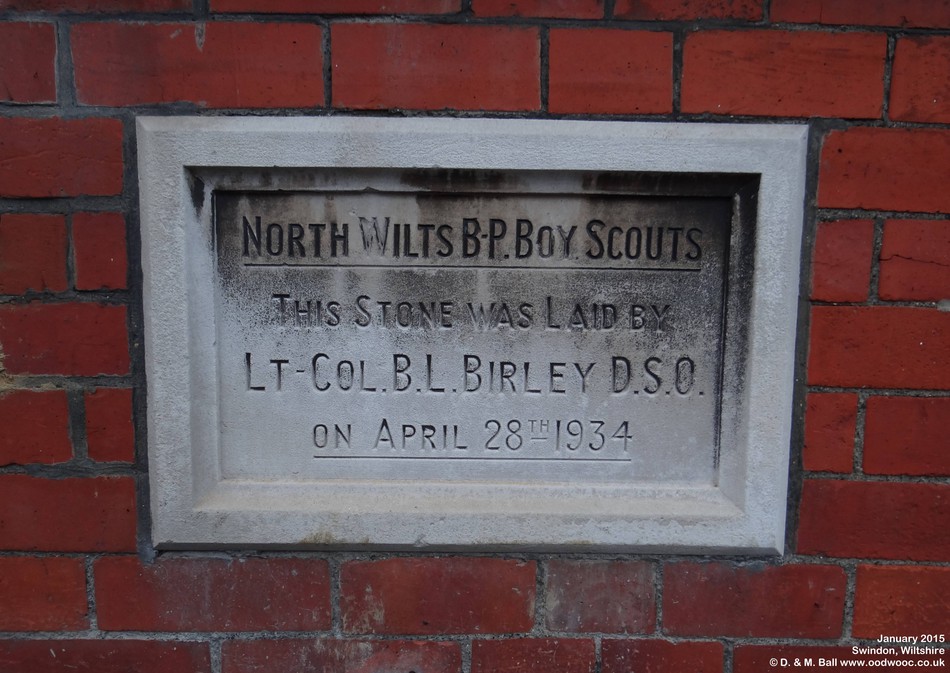 NORTH WILTS B-P. BOY SCOUTS
THIS STONE WAS LAID BY
LT-COL. B.L. BIRLEY D.S.O.
ON APRIL 28TH 1934
January 2015
Swindon, Wiltshire
© D. & M. Ball www.oodwooc.co.uk